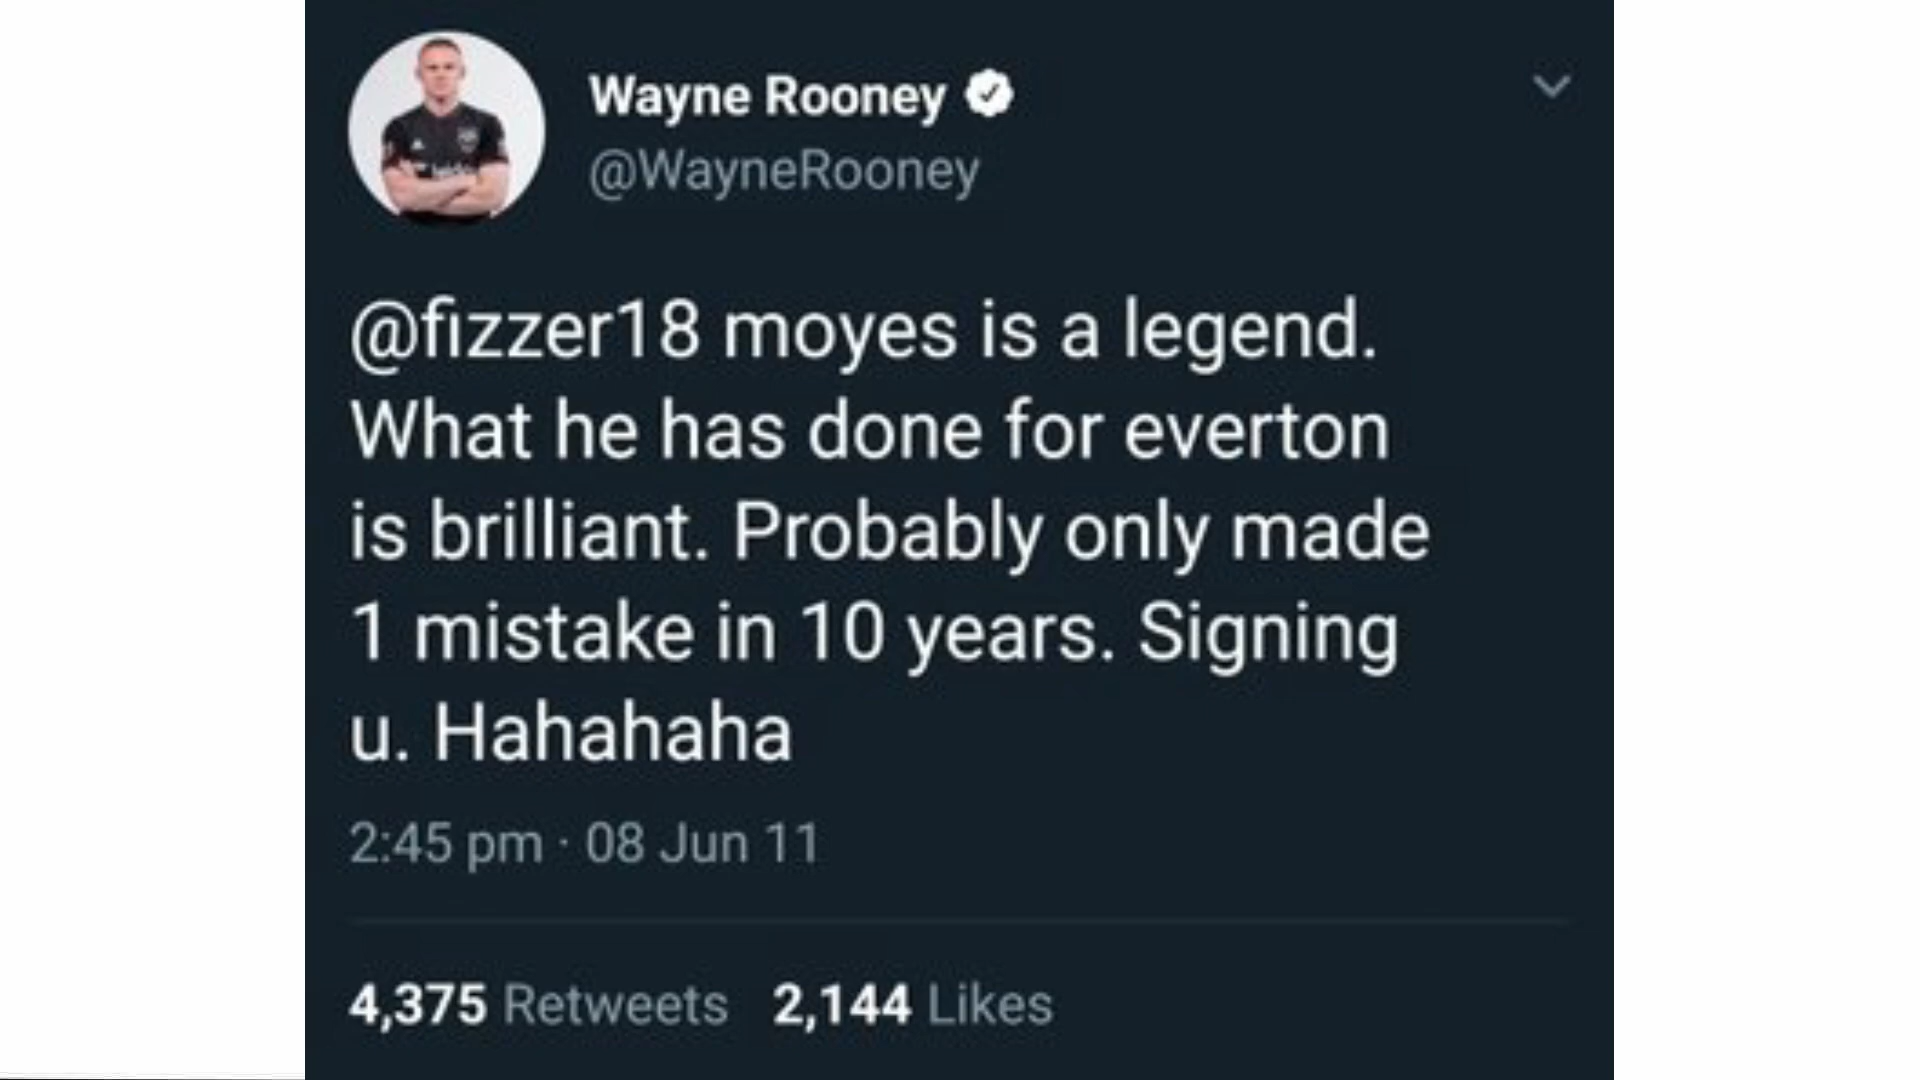 Wayne Rooney
@WayneRooney
@fizzer18 moyes is a legend.
What he has done for everton
is brilliant. Probably only made
1 mistake in 10 years. Signing
u. Hahahaha
2:45 pm · 08 Jun 11
4,375 Retweets 2,144 Likes